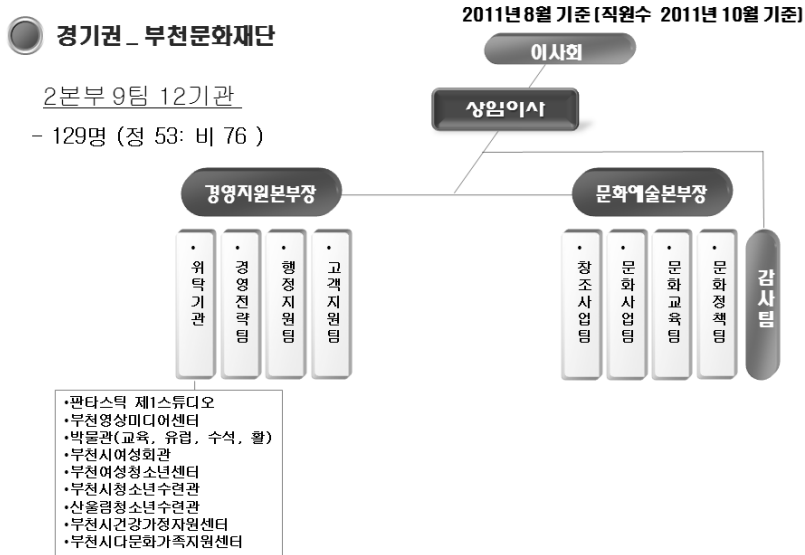 2011년 8월 기준 (직원수 2011년 10월 기준)
경기권 _ 부천문화재단
이사회
2본부 9팀 12기관
상임이사
- 129명 (정 53: 비 76 )
경영지원본부장
문화예술본부장
• 위탁기관
• 경영전략팀
• 행정지원팀
• 고객지원팀
• 창조사업팀
• 문화사업팀
• 문화교육팀
• 문화정책팀
감사팀
•판타스틱 제1스튜디오
•부천영상미디어센터
•박물관(교육, 유럽, 수석, 활)
•부천시여성회관
•부천여성청소년센터
•부천시청소년수련관
•산울림청소년수련관
•부천시건강가정자원센터
•부천시다문화가족지원센터